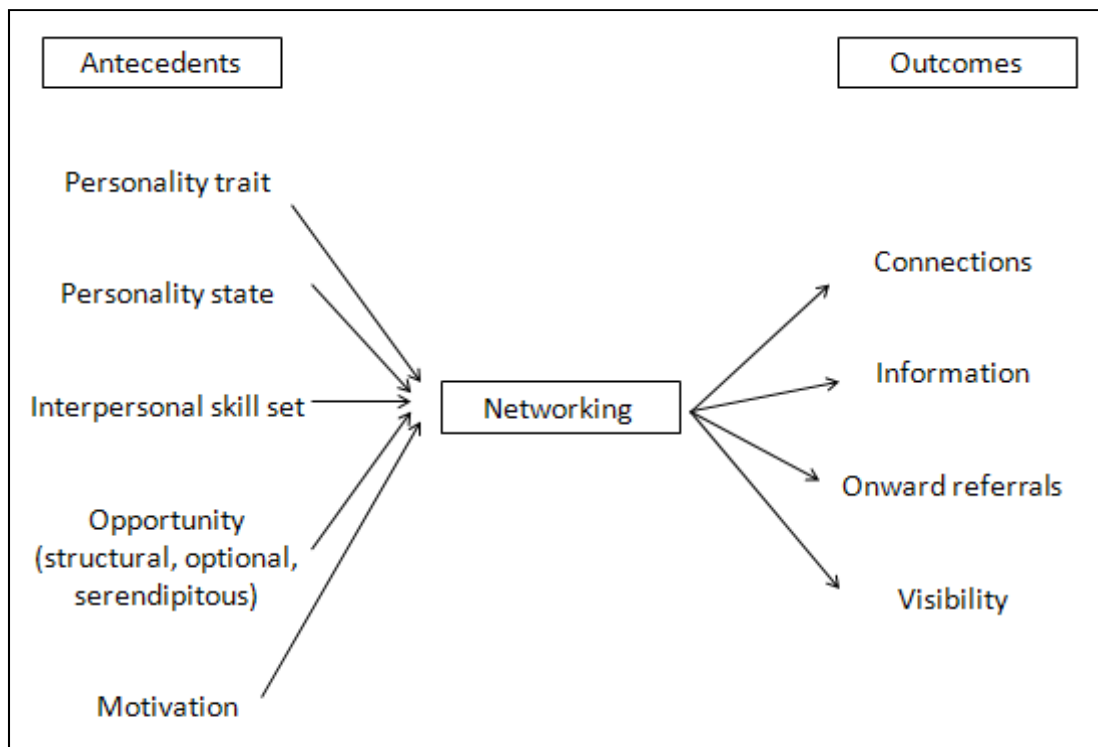 Antecedents
Outcomes
Personality trait
Personality state
Interpersonal skill set
Opportunity
(structural, optional,
serendipitous)
Motivation
Networking
Connections
Information
Onward referrals
Visibility